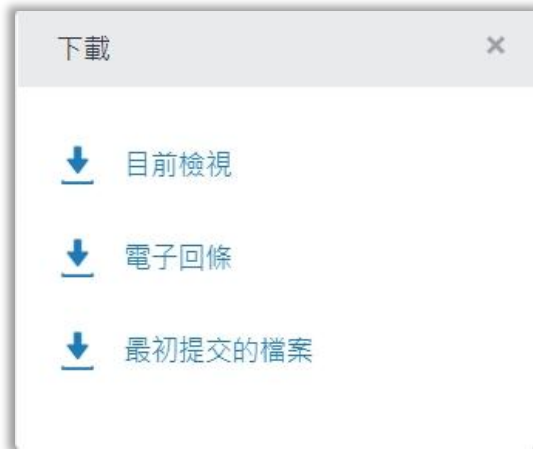 下載
目前檢視
電子回條
最初提交的檔案